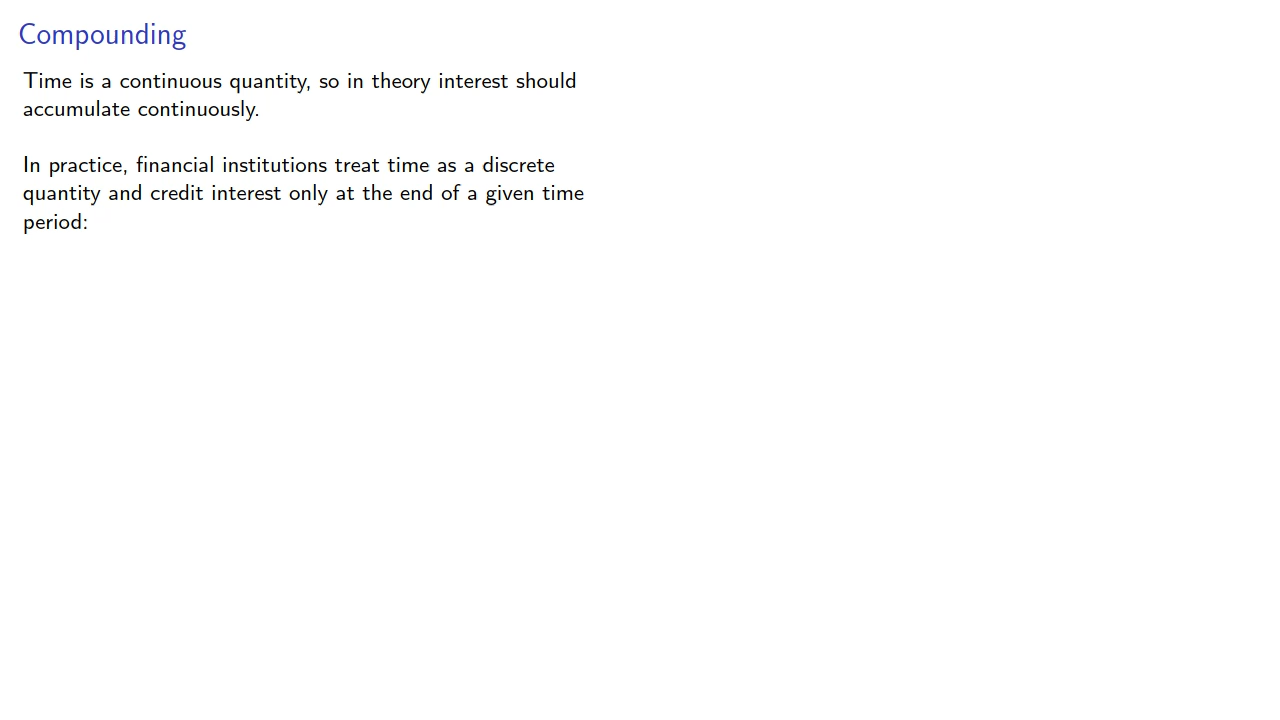 Compounding
Time is a continuous quantity, so in theory interest should
accumulate continuously.
In practice, financial institutions treat time as a discrete
quantity and credit interest only at the end of a given time
period: